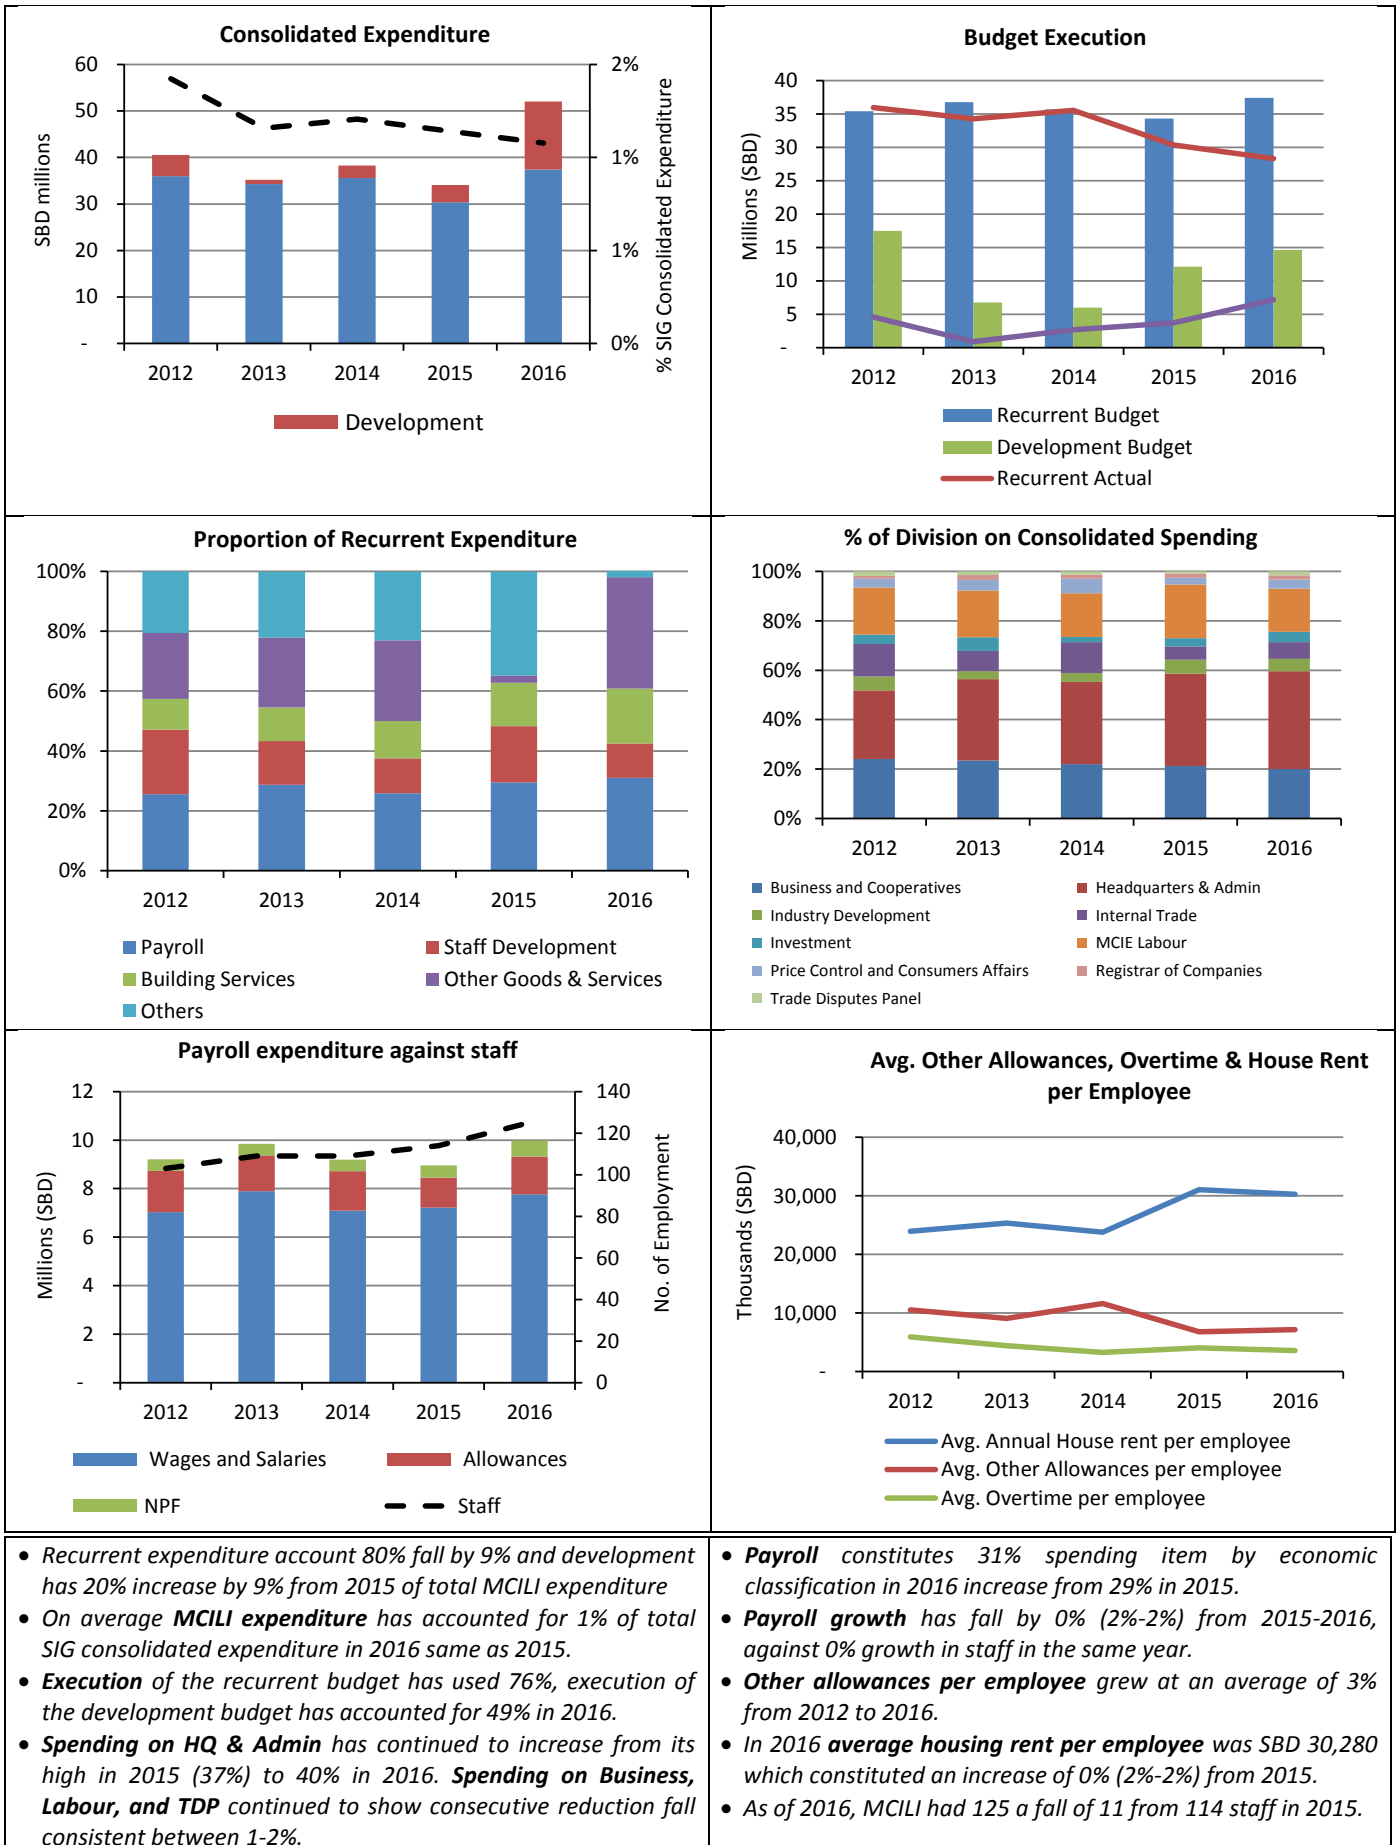 Consolidated Expenditure
60
50
40
30
20
10
-
SBD millions
2%
1%
1%
0%
% SIG Consolidated Expenditure
2012 2013 2014 2015 2016
Development
Budget Execution
40
35
30
25
20
15
10
5
-
Millions (SBD)
2012 2013 2014 2015 2016
Recurrent Budget
Development Budget
Recurrent Actual
Proportion of Recurrent Expenditure
100%
80%
60%
40%
20%
0%
2012 2013 2014 2015 2016
Payroll Staff Development
Building Services Other Goods & Services
Others
% of Division on Consolidated Spending
100%
80%
60%
40%
20%
0%
2012 2013 2014 2015 2016
Business and Cooperatives Headquarters & Admin
Industry Development Internal Trade
Investment MCIE Labour
Price Control and Consumers Affairs Registrar of Companies
Trade Disputes Panel
Payroll expenditure against staff
12
10
8
6
4
2
-
Millions (SBD)
140
120
100
80
60
40
20
0
No. of Employment
2012 2013 2014 2015 2016
Wages and Salaries Allowances
NPF Staff
Avg. Other Allowances, Overtime & House Rent
per Employee
40,000
30,000
20,000
10,000
-
Thousands (SBD)
2012 2013 2014 2015 2016
Avg. Annual House rent per employee
Avg. Other Allowances per employee
Avg. Overtime per employee
• Recurrent expenditure account 80% fall by 9% and development
has 20% increase by 9% from 2015 of total MCILI expenditure
• On average MCILI expenditure has accounted for 1% of total
SIG consolidated expenditure in 2016 same as 2015.
• Execution of the recurrent budget has used 76%, execution of
the development budget has accounted for 49% in 2016.
• Spending on HQ & Admin has continued to increase from its
high in 2015 (37%) to 40% in 2016. Spending on Business,
Labour, and TDP continued to show consecutive reduction fall
consistent between 1-2%.
• Payroll constitutes 31% spending item by economic
classification in 2016 increase from 29% in 2015.
• Payroll growth has fall by 0% (2%-2%) from 2015-2016,
against 0% growth in staff in the same year.
• Other allowances per employee grew at an average of 3%
from 2012 to 2016.
• In 2016 average housing rent per employee was SBD 30,280
which constituted an increase of 0% (2%-2%) from 2015.
• As of 2016, MCILI had 125 a fall of 11 from 114 staff in 2015.